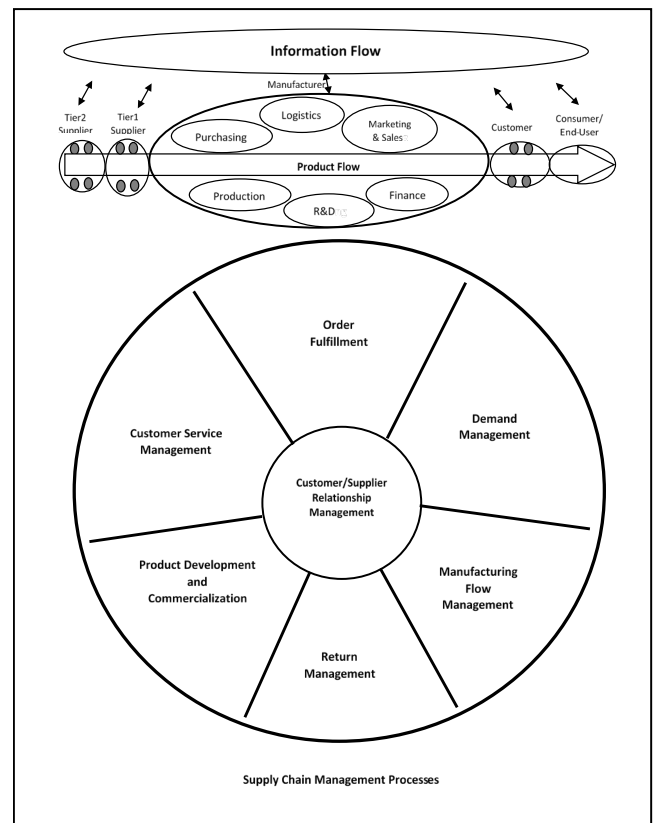 Information Flow
Manufacturer
Tier2
Supplier
Tier1
Supplier
Logistics
Purchasing
Marketing
& Sales
Customer
Consumer/
End-User
Product Flow
Production
R&D
Finance
Order
Fulfillment
Customer Service
Management
Demand
Management
Customer/Supplier
Relationship
Management
Product Development
and
Commercialization
Manufacturing
Flow
Management
Return
Management
Supply Chain Management Processes